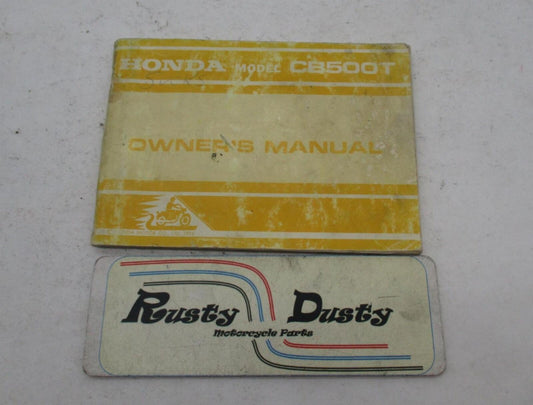 HONDA MODEL CB500T
OWNER'S MANUAL
Rusty Dusty
Motorcycle Parts